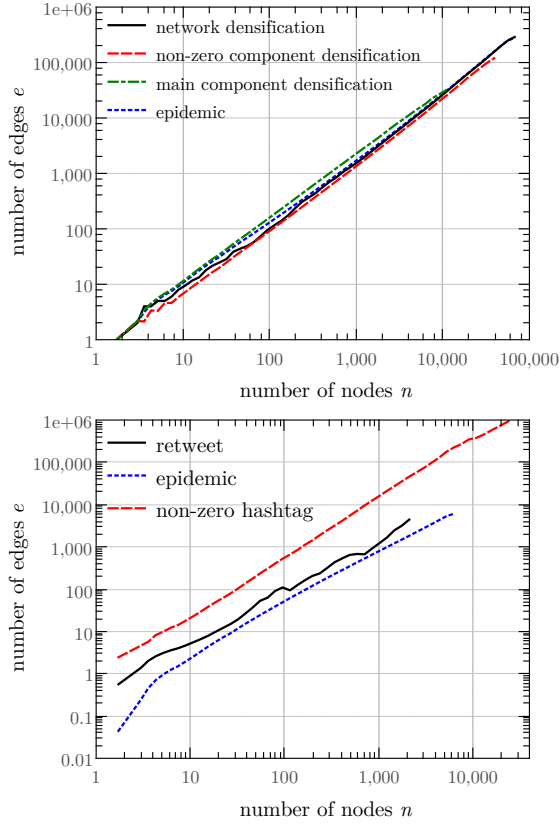 1e+06
100,000
10,000
1,000
100
10
1
number of edges e
network densification
non-zero component densification
main component densification
epidemic
1 10 100 1,000 10,000 100,000
number of nodes n
1e+06
100,000
10,000
1,000
100
10
1
0.1
0.01
number of edges e
retweet
epidemic
non-zero hashtag
1 10 100 1,000 10,000
number of nodes n